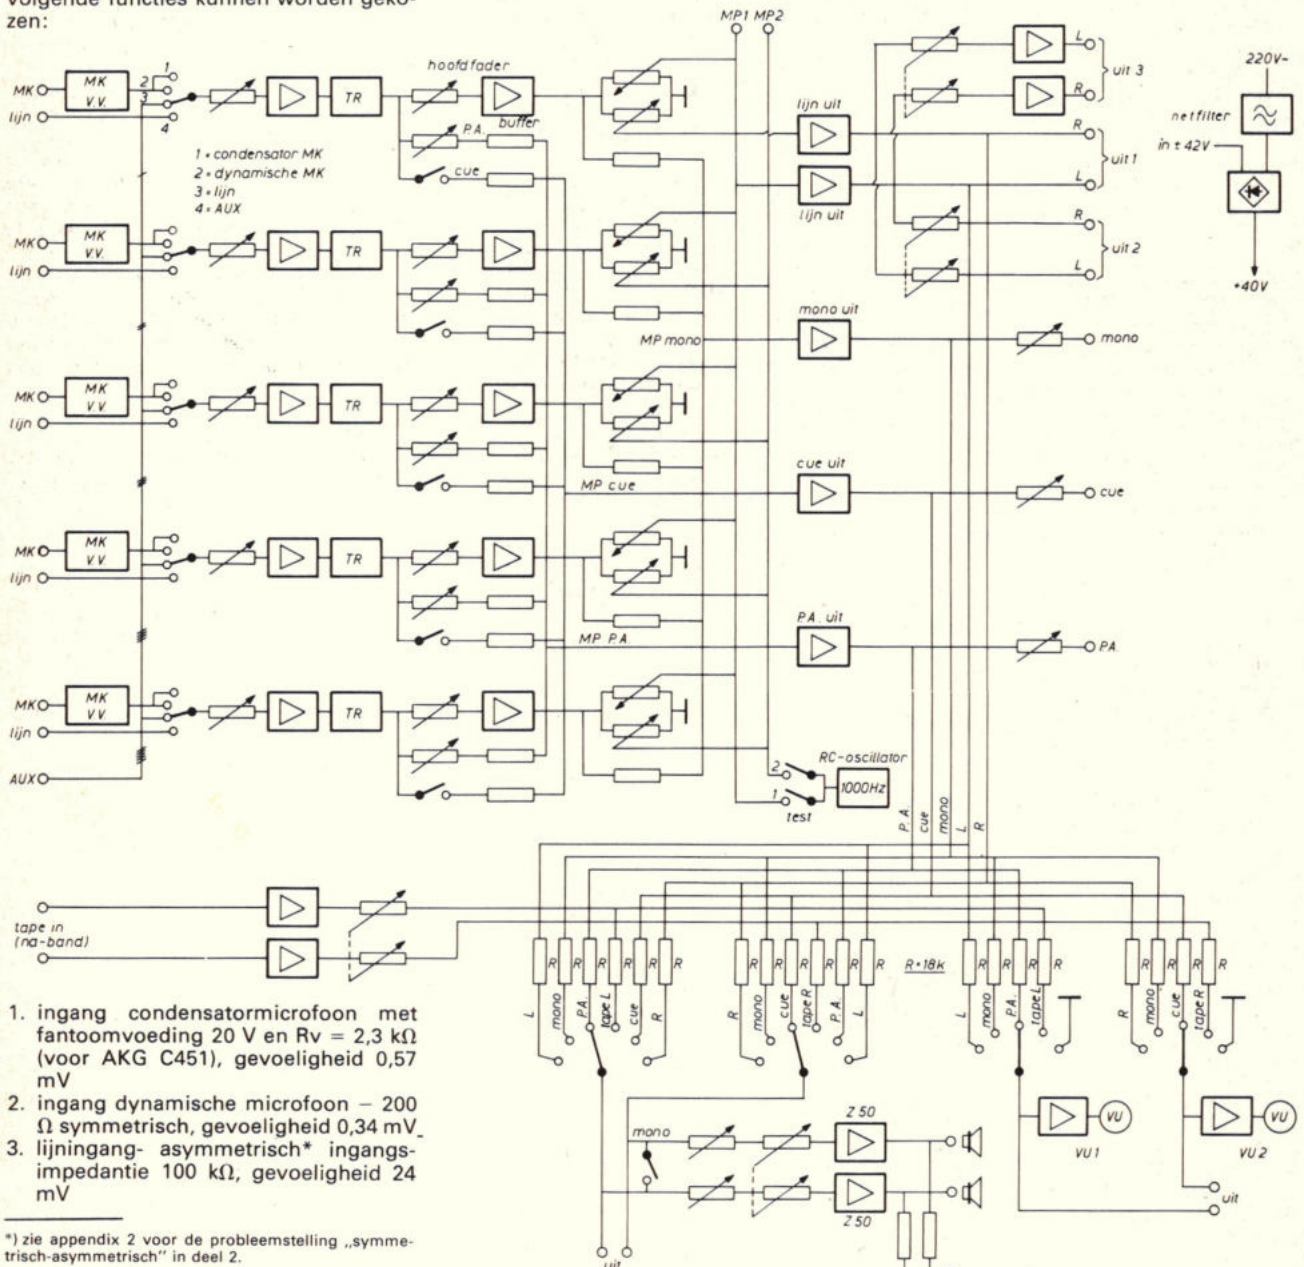 volgende functies kunnen worden geko-
zen:
MP1 MP2
hoofdfader
MK
MK
V.V.
lijn
1
2
3
4
TR
P.A.
buffer
cue
1 = condensator MK
2 = dynamische MK
3 = lijn
4 = AUX
lijn uit
lijn uit
L
R
uit 3
R
L
uit 1
R
L
uit 2
220V~
netfilter
in ± 42V
+40V
MK
MK
V.V.
lijn
TR
mono uit
MP mono
mono
MK
MK
V.V
lijn
TR
cue uit
MP cue
cue
MK
MK
V.V.
lijn
TR
P.A. uit
MP P.A.
P.A.
MK
MK
V.V.
lijn
TR
AUX
RC-oscillator
2
1
1000Hz
test
P.A.
cue
mono
L
R
tape in
(na-band)
R R R R R R
R R R R R R
R=18k
R R R R
R R R R
L mono P.A. tape L cue R
R mono cue tape R P.A. L
L mono P.A. tape L
R mono cue tape R
1. ingang condensatormicrofoon met
fantoomvoeding 20 V en Rv = 2,3 kΩ
(voor AKG C451), gevoeligheid 0,57
mV
2. ingang dynamische microfoon – 200
Ω symmetrisch, gevoeligheid 0,34 mV
3. lijningang- asymmetrisch* ingangs-
impedantie 100 kΩ, gevoeligheid 24
mV
*) zie appendix 2 voor de probleemstelling „symme-
trisch-asymmetrisch" in deel 2.
mono
Z 50
Z 50
VU
VU 1
VU
VU 2
uit
uit